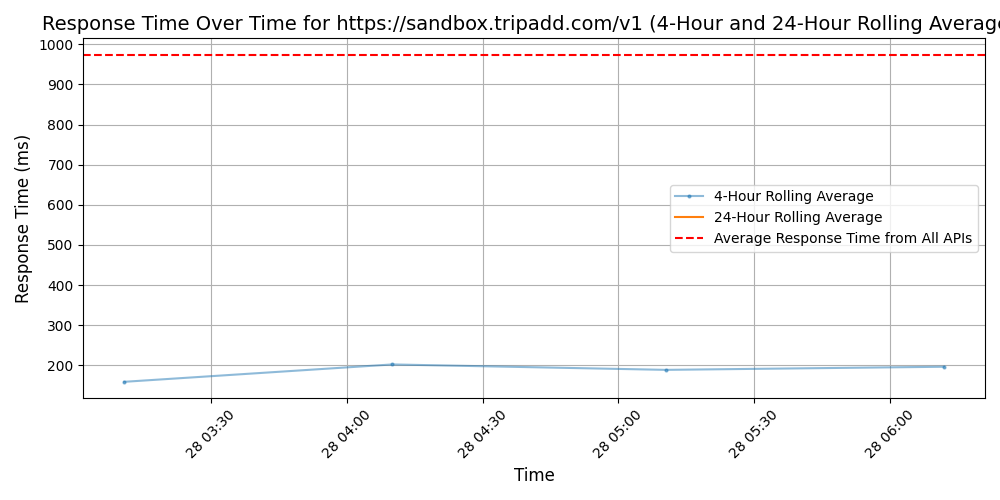 Response Time Over Time for https://sandbox.tripadd.com/v1 (4-Hour and 24-Hour Rolling Average
1000
900
800
700
600
500
400
300
200
Response Time (ms)
4-Hour Rolling Average
24-Hour Rolling Average
Average Response Time from All APIs
28 03:30
28 04:00
28 04:30
28 05:00
28 05:30
28 06:00
Time